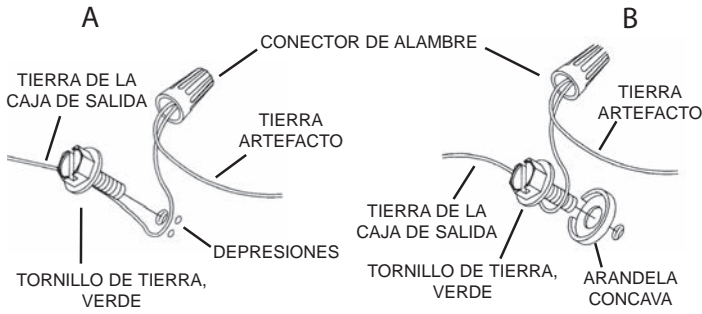 A
B
CONECTOR DE ALAMBRE
TIERRA DE LA
CAJA DE SALIDA
TIERRA
ARTEFACTO
DEPRESIONES
TORNILLO DE TIERRA,
VERDE
TIERRA
ARTEFACTO
TIERRA DE LA
CAJA DE SALIDA
TORNILLO DE TIERRA,
VERDE
ARANDELA
CONCAVA